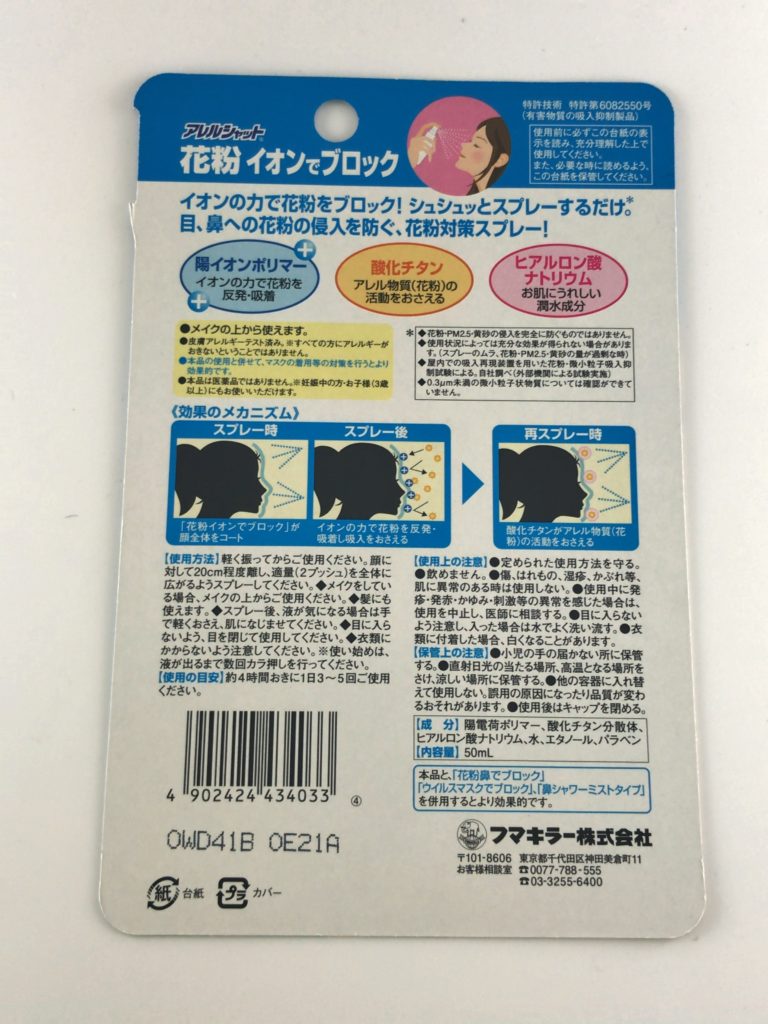 アレルシャット®
花粉 イオンでブロック
特許技術 特許第6082550号
(有害物質の吸入抑制製品)
使用前に必ずこの台紙の表
示を読み、充分理解した上で
使用してください。
また、必要な時に読めるよう、
この台紙を保管してください。
イオンの力で花粉をブロック! シュシュッとスプレーするだけ。*
目、鼻への花粉の侵入を防ぐ、花粉対策スプレー!
陽イオンポリマー
イオンの力で花粉を
反発・吸着
酸化チタン
アレル物質(花粉)の
活動をおさえる
ヒアルロン酸
ナトリウム
お肌にうれしい
潤水成分
●メイクの上から使えます。
●皮膚アレルギーテスト済み。※すべての方にアレルギーが
おきないということではありません。
●本品の使用と併せて、マスクの着用等の対策を行うとより
効果的です。
●本品は医薬品ではありません。※妊娠中の方・お子様(3歳
以上)にもお使いいただけます。
* ◆花粉・PM2.5・黄砂の侵入を完全に防ぐものではありません。
◆使用状況によっては充分な効果が得られない場合がありま
す。(スプレーのムラ、花粉・PM2.5・黄砂の量が過剰な時)
◆屋内での吸入再現装置を用いた花粉・微小粒子吸入抑
制試験による。自社調べ(外部機関による試験実施)
◆0.3μm未満の微小粒子状物質については確認ができて
いません。
《効果のメカニズム》
スプレー時
「花粉イオンでブロック」が
顔全体をコート
スプレー後
イオンの力で花粉を反発・
吸着し吸入をおさえる
再スプレー時
酸化チタンがアレル物質(花
粉)の活動をおさえる
【使用方法】軽く振ってからご使用ください。顔に
対して20cm程度離し、適量(2プッシュ)を全体に
広がるようスプレーしてください。◆メイクをしてい
る場合、メイクの上からご使用ください。◆髪にも
使えます。◆スプレー後、液が気になる場合は手
で軽くおさえ、肌になじませてください。◆目に入ら
ないよう、目を閉じて使用してください。◆衣類に
かからないよう注意してください。※使い始めは、
液が出るまで数回カラ押しを行ってください。
【使用の目安】約4時間おきに1日3〜5回ご使用
ください。
【使用上の注意】●定められた使用方法を守る。
●飲めません。●傷、はれもの、湿疹、かぶれ等、
肌に異常のある時は使用しない。●使用中に発
疹・発赤・かゆみ・刺激等の異常を感じた場合は、
使用を中止し、医師に相談する。●目に入らない
よう注意し、入った場合は水でよく洗い流す。●衣
類に付着した場合、白くなることがあります。
【保管上の注意】●小児の手の届かない所に保管
する。●直射日光の当たる場所、高温となる場所を
さけ、涼しい場所に保管する。●他の容器に入れ替
えて使用しない。誤用の原因になったり品質が変わ
るおそれがあります。●使用後はキャップを閉める。
【成 分】陽電荷ポリマー、酸化チタン分散体、
ヒアルロン酸ナトリウム、水、エタノール、パラベン
【内容量】50mL
本品と、「花粉鼻でブロック」
「ウイルスマスクでブロック」、「鼻シャワーミストタイプ」
を併用するとより効果的です。
4 902424 434033 ④
0WD41B 0E21A
フマキラー株式会社
〒101-8606 東京都千代田区神田美倉町11
お客様相談室 ☎0077-788-555
☎03-3255-6400
紙 台紙 プラ カバー